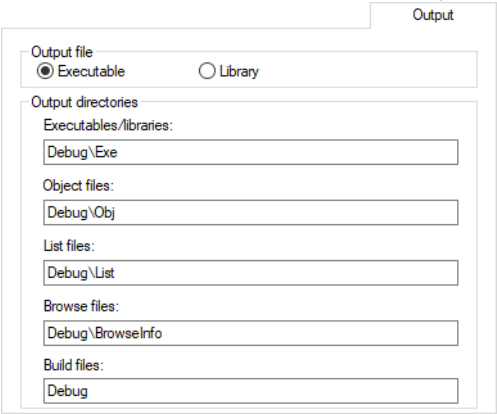 Output
Output file
Executable Library
Output directories
Executables/libraries:
Debug\Exe
Object files:
Debug\Obj
List files:
Debug\List
Browse files:
Debug\BrowseInfo
Build files:
Debug